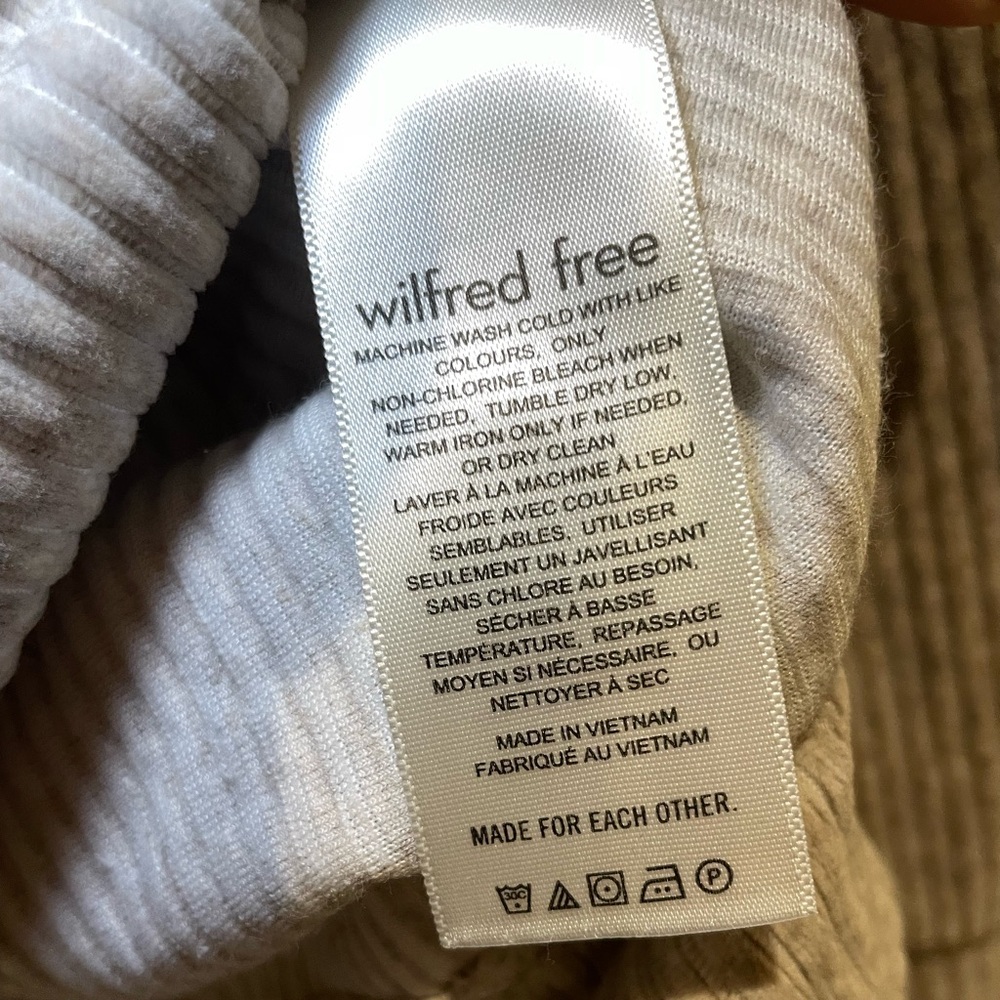 wilfred free
MACHINE WASH COLD WITH LIKE
COLOURS, ONLY
NON-CHLORINE BLEACH WHEN
NEEDED, TUMBLE DRY LOW,
WARM IRON ONLY IF NEEDED,
OR DRY CLEAN
LAVER À LA MACHINE À L'EAU
FROIDE AVEC COULEURS
SEMBLABLES, UTILISER
SEULEMENT UN JAVELLISANT
SANS CHLORE AU BESOIN,
SÉCHER À BASSE
TEMPÉRATURE, REPASSAGE
MOYEN SI NÉCESSAIRE, OU
NETTOYER À SEC
MADE IN VIETNAM
FABRIQUÉ AU VIETNAM
MADE FOR EACH OTHER.
30C P